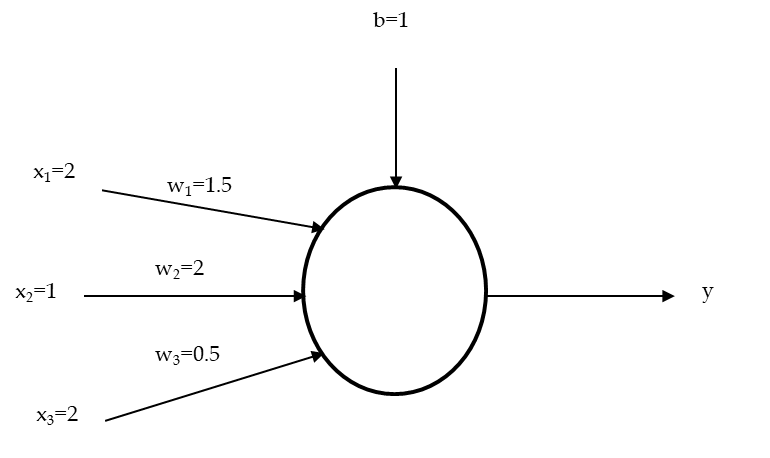 b=1
x₁=2
w₁=1.5
w₂=2
x₂=1
y
w₃=0.5
x₃=2